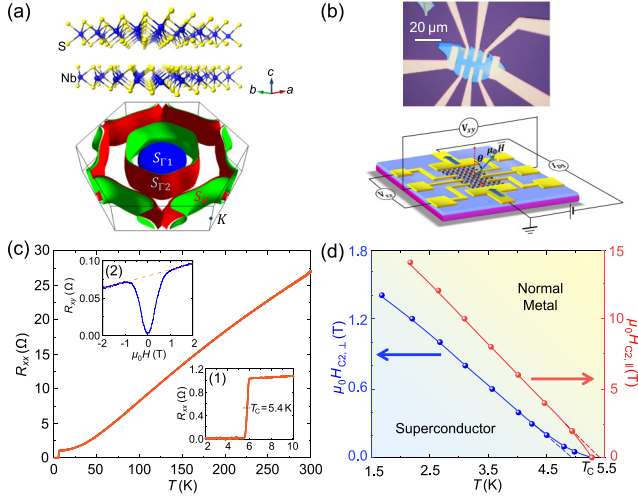 (a)
S
Nb
c
b
a
SΓ1
SΓ2
K
(b)
20 μm
Vxy
μ₀H
θ
IDS
Vxx
(c)
30
25
20
15
10
5
0
Rxx (Ω)
0 50 100 150 200 250 300
T (K)
(2)
0.10
0.05
0.00
Rxy (Ω)
-2 -1 0 1 2
μ₀H (T)
(1)
1.0
0.5
0.0
Rxx (Ω)
TC = 5.4 K
2 4 6 8 10
(d)
1.8
1.2
0.6
0.0
μ₀HC2,⊥ (T)
Normal
Metal
Superconductor
15
10
5
0
μ₀HC2,|| (T)
1.5 2.5 3.5 4.5 TC 5.5
T (K)